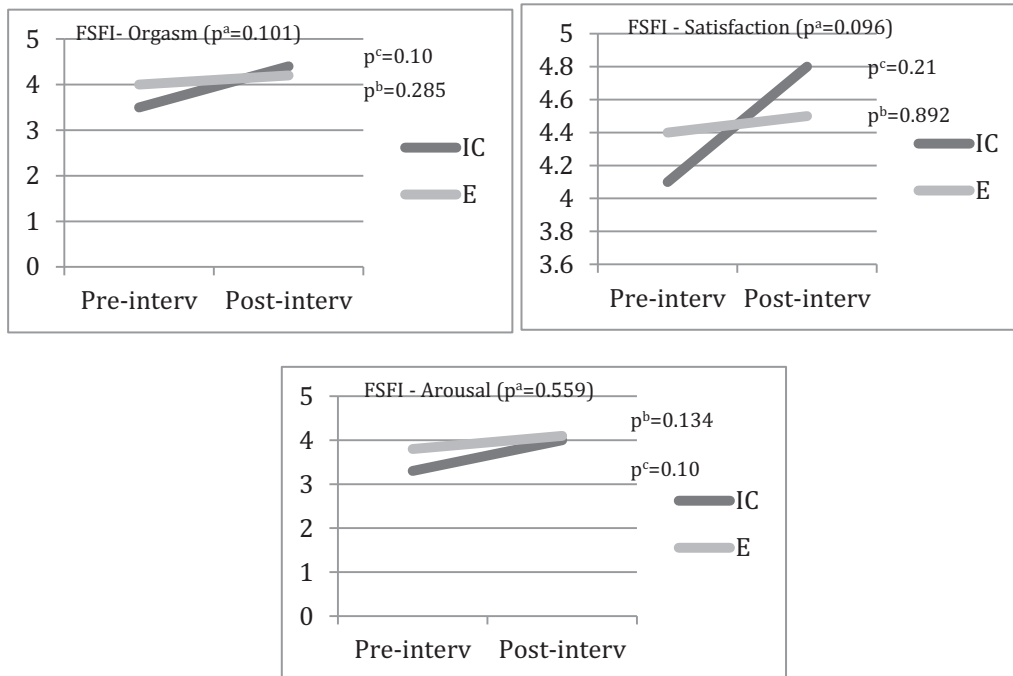 FSFI- Orgasm (pᵃ=0.101)
5
4
3
2
1
0
pᶜ=0.10
pᵇ=0.285
IC
E
Pre-interv Post-interv
FSFI - Satisfaction (pᵃ=0.096)
5
4.8
4.6
4.4
4.2
4
3.8
3.6
pᶜ=0.21
pᵇ=0.892
IC
E
Pre-interv Post-interv
FSFI - Arousal (pᵃ=0.559)
5
4
3
2
1
0
pᵇ=0.134
pᶜ=0.10
IC
E
Pre-interv Post-interv